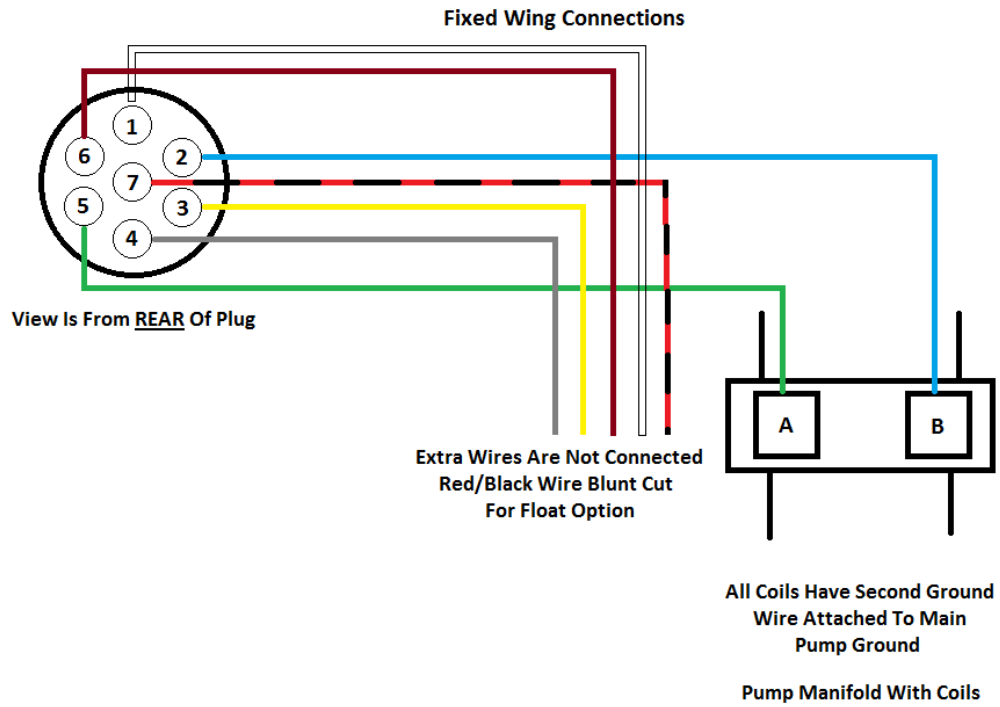 Fixed Wing Connections
1
6
2
7
5
3
4
View Is From REAR Of Plug
A
B
Extra Wires Are Not Connected
Red/Black Wire Blunt Cut
For Float Option
All Coils Have Second Ground
Wire Attached To Main
Pump Ground
Pump Manifold With Coils